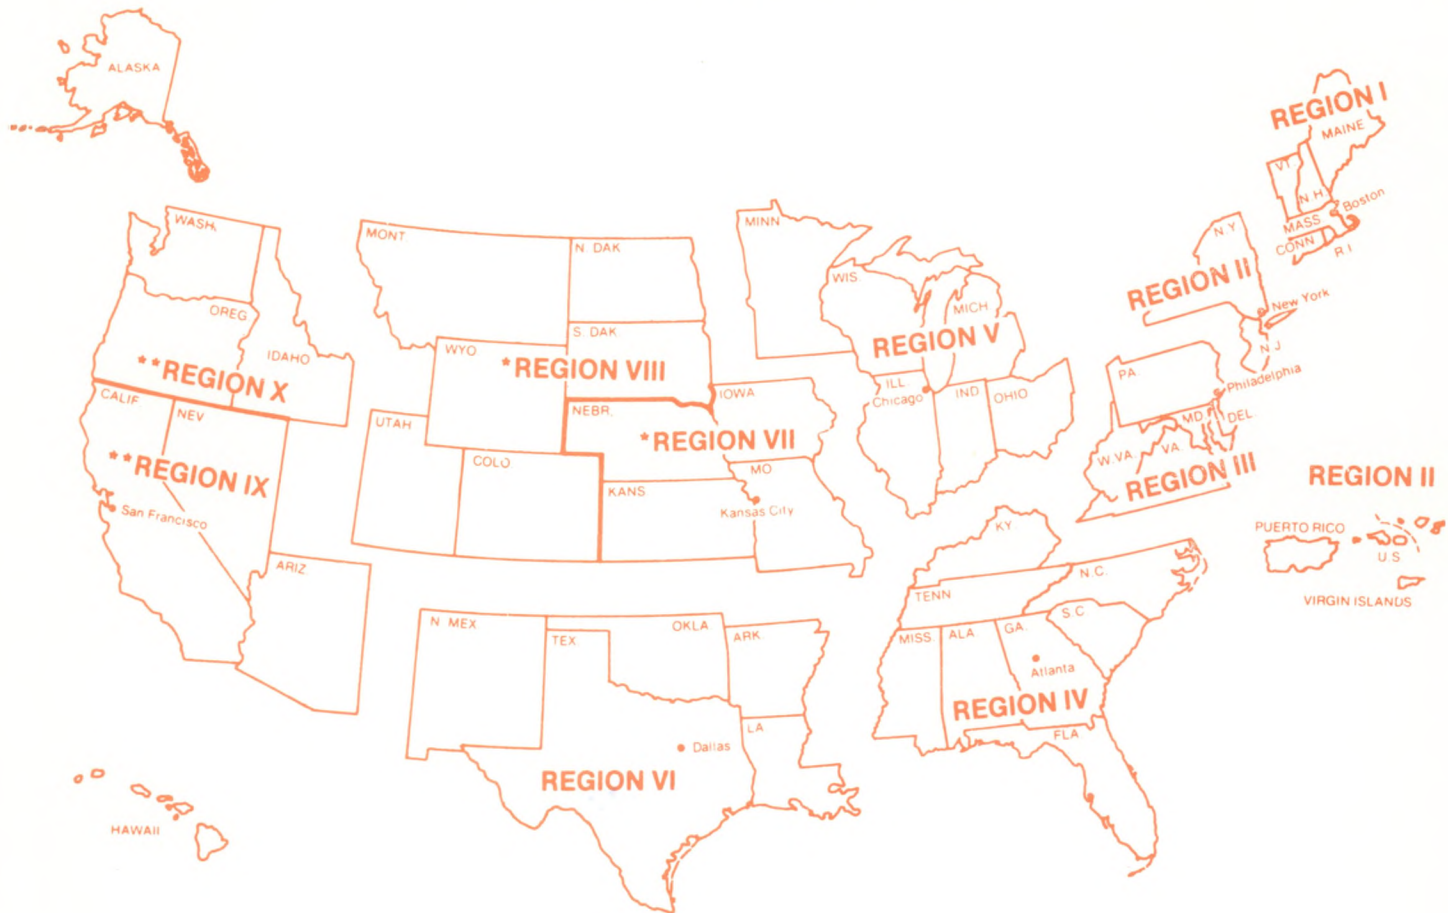 ALASKA
REGION I
MAINE
VT.
N.H.
Boston
MASS
CONN
R I
N.Y
REGION II
New York
N J
WASH.
MONT
N DAK
MINN
WIS.
MICH
OREG
S. DAK
WYO
REGION V
IDAHO
*REGION VIII
**REGION X
PA.
Philadelphia
CALIF
NEV
UTAH
NEBR.
IOWA
ILL
Chicago
IND
OHIO
MD
DEL
*REGION VII
**REGION IX
COLO
MO
W.VA.
VA
REGION III
REGION II
KANS
San Francisco
Kansas City
KY
PUERTO RICO
U.S.
VIRGIN ISLANDS
ARIZ
TENN
N.C.
S.C
N MEX
TEX
OKLA
ARK
MISS.
ALA.
GA.
Atlanta
REGION IV
FLA
LA
Dallas
REGION VI
HAWAII